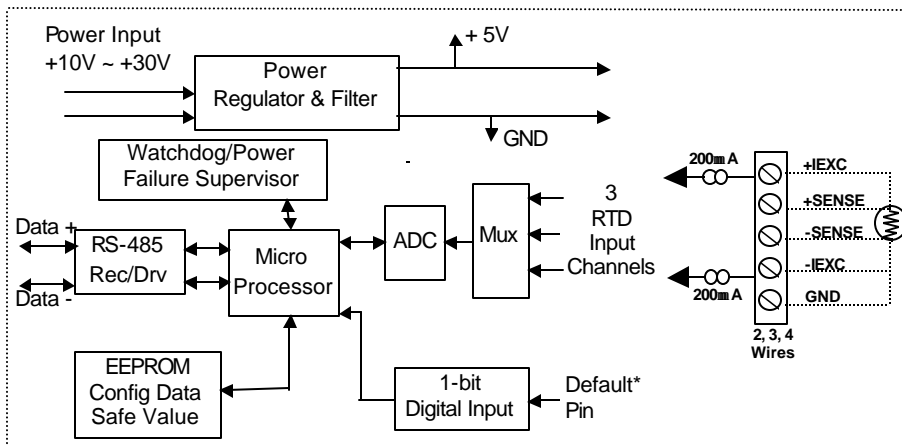 Power Input
+10V ~ +30V
Power
Regulator & Filter
+ 5V
GND
Watchdog/Power
Failure Supervisor
-
Data +
Data -
RS-485
Rec/Drv
Micro
Processor
ADC
Mux
3
RTD
Input
Channels
EEPROM
Config Data
Safe Value
1-bit
Digital Input
Default*
Pin
200mA
200mA
+IEXC
+SENSE
-SENSE
-IEXC
GND
2, 3, 4
Wires